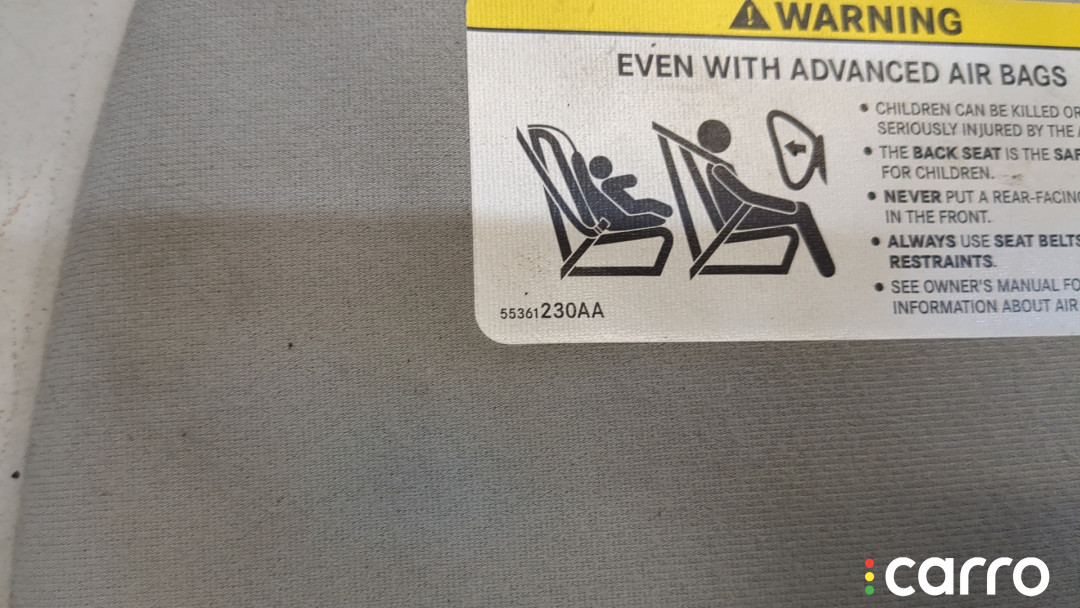 WARNING
EVEN WITH ADVANCED AIR BAGS
• CHILDREN CAN BE KILLED OR
SERIOUSLY INJURED BY THE
• THE BACK SEAT IS THE
FOR CHILDREN.
• NEVER PUT A REAR-FACING
IN THE FRONT.
• ALWAYS USE SEAT BELTS
RESTRAINTS.
• SEE OWNER'S MANUAL
INFORMATION ABOUT AIR
55361230AA
carro